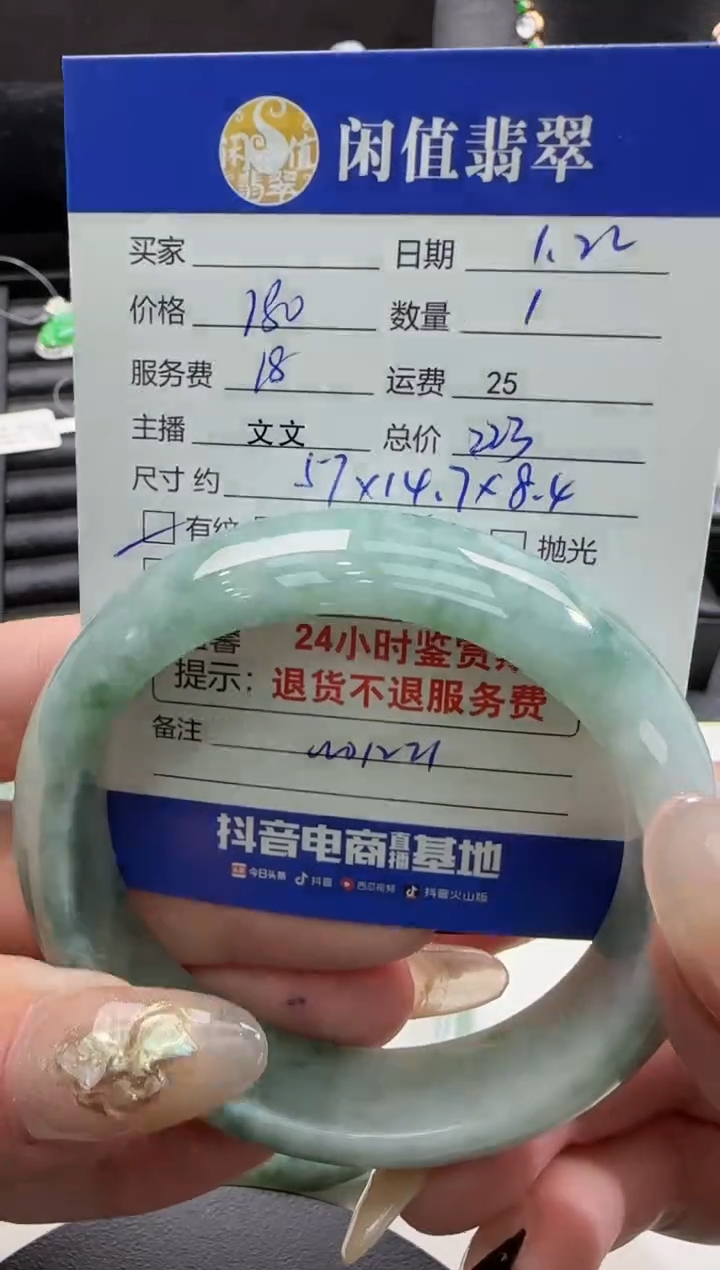 闲值翡翠
买家 日期 1.22
价格 180 数量 1
服务费 18 运费 25
主播 文文 总价 223
尺寸 约 57×14.7×8.4
有纹 抛光
24小时鉴赏
提示：退货不退服务费
备注
抖音电商直播基地
今日头条 抖音 西瓜视频 抖音火山版